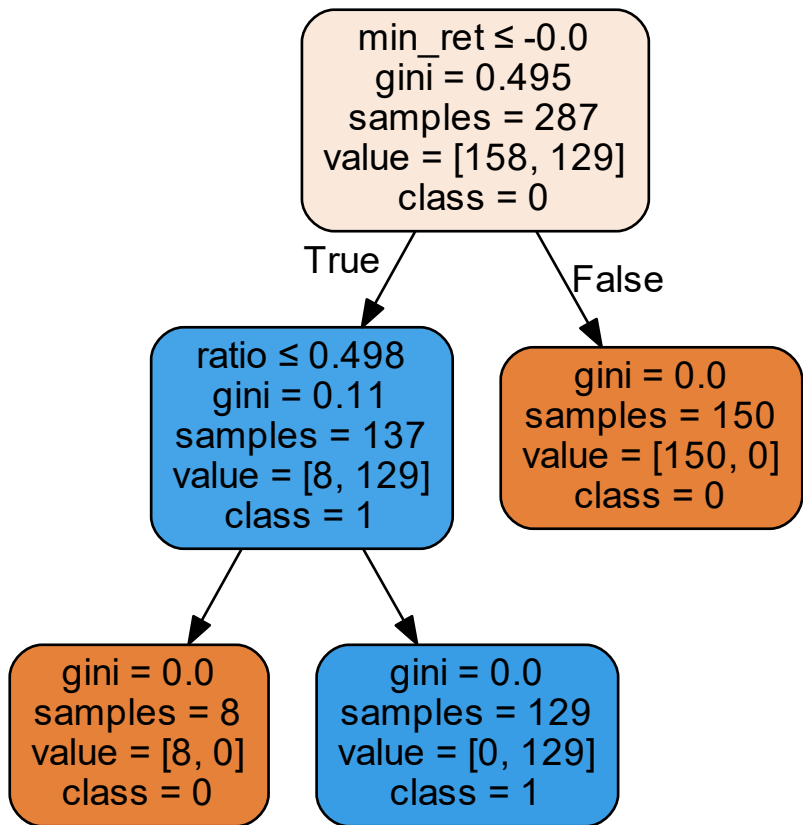 min_ret ≤ -0.0
gini = 0.495
samples = 287
value = [158, 129]
class = 0
True
False
ratio ≤ 0.498
gini = 0.11
samples = 137
value = [8, 129]
class = 1
gini = 0.0
samples = 150
value = [150, 0]
class = 0
gini = 0.0
samples = 8
value = [8, 0]
class = 0
gini = 0.0
samples = 129
value = [0, 129]
class = 1